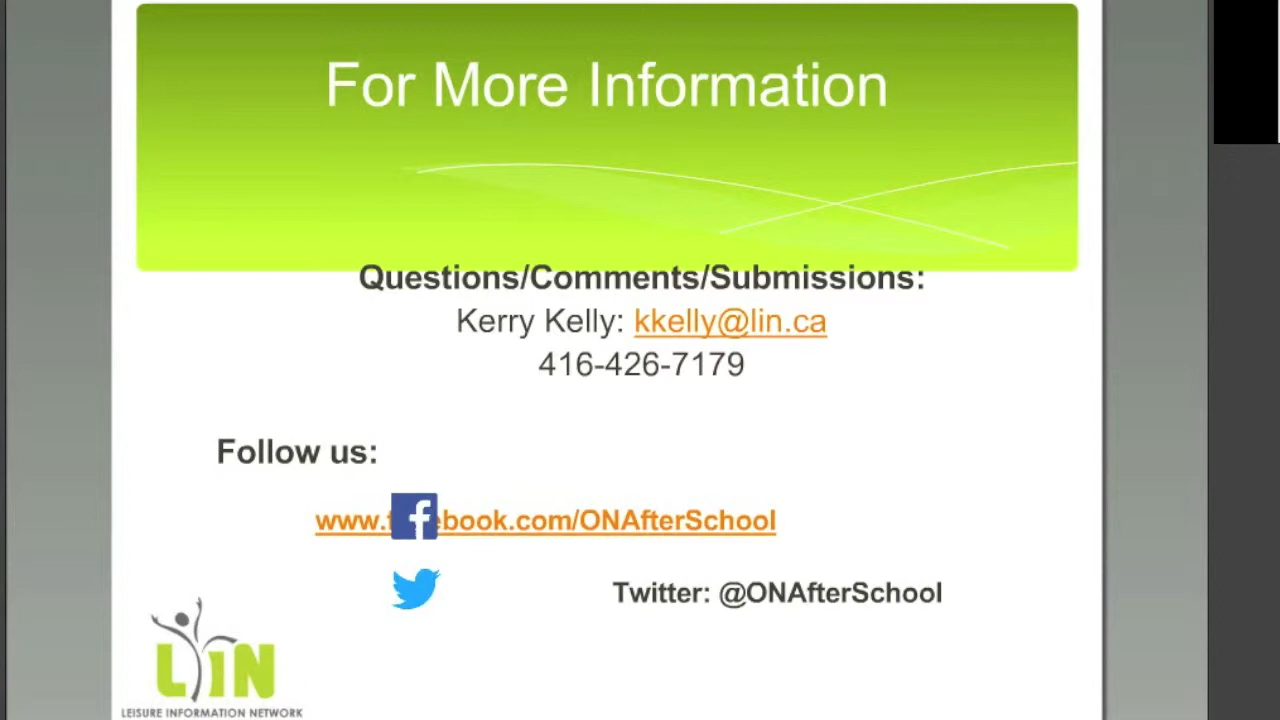 For More Information
Questions/Comments/Submissions:
Kerry Kelly: kkelly@lin.ca
416-426-7179
Follow us:
www.f ebook.com/ONAfterSchool
Twitter: @ONAfterSchool
LIN
LEISURE INFORMATION NETWORK